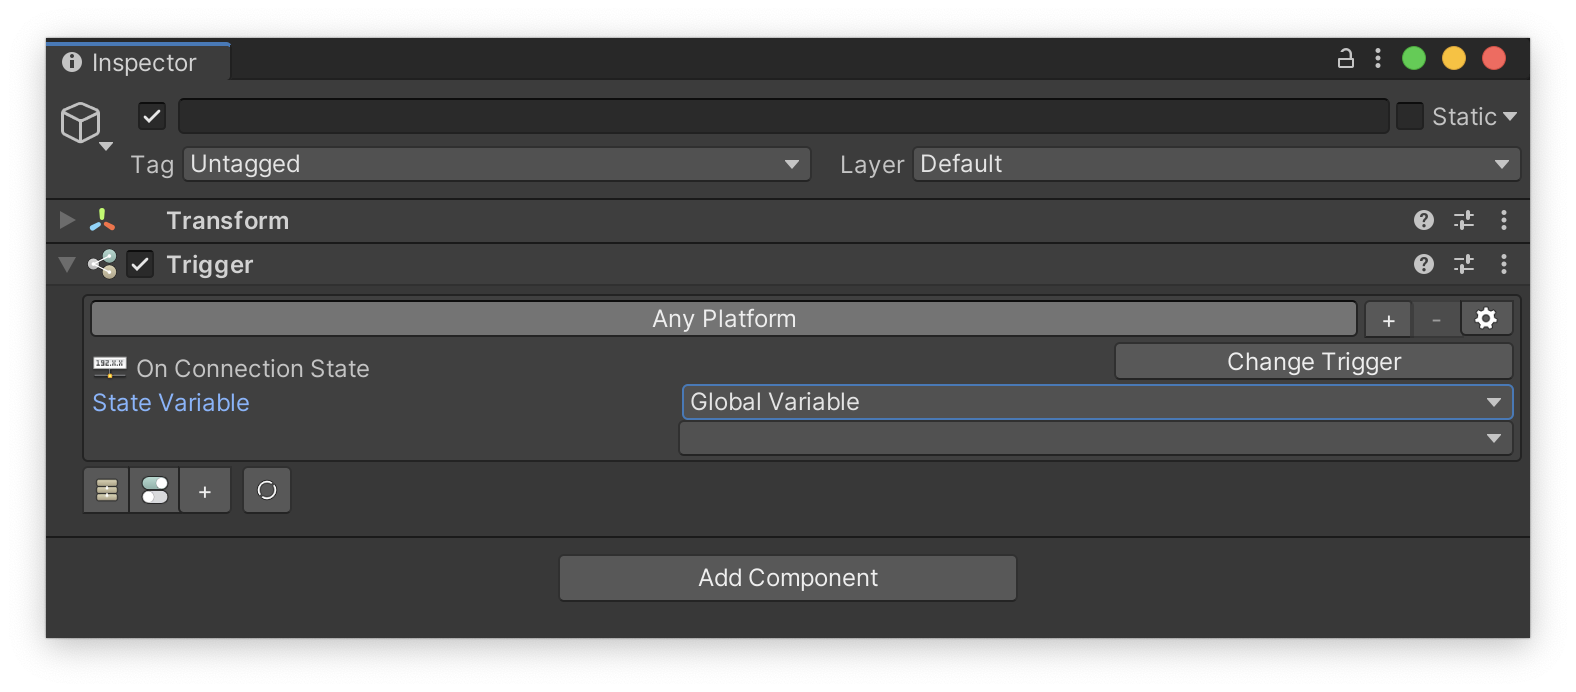 Inspector
Static
Tag Untagged Layer Default
Transform
Trigger
Any Platform + -
192.X.X On Connection State Change Trigger
State Variable Global Variable
+
Add Component